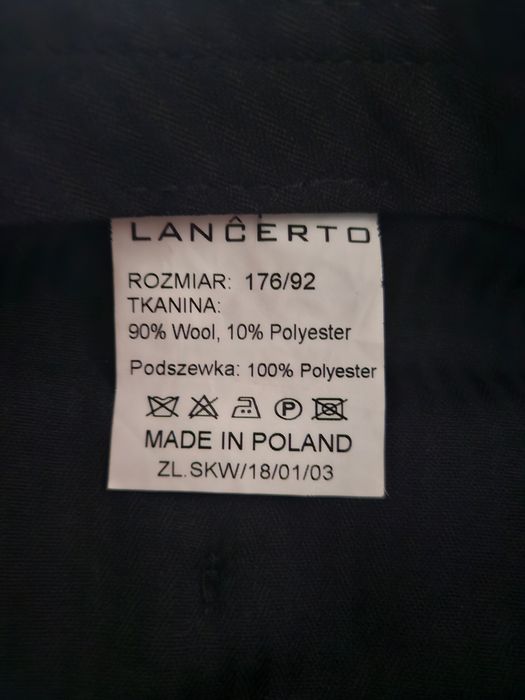 LANCERTO
ROZMIAR: 176/92
TKANINA:
90% Wool, 10% Polyester
Podszewka: 100% Polyester
P
MADE IN POLAND
ZL.SKW/18/01/03